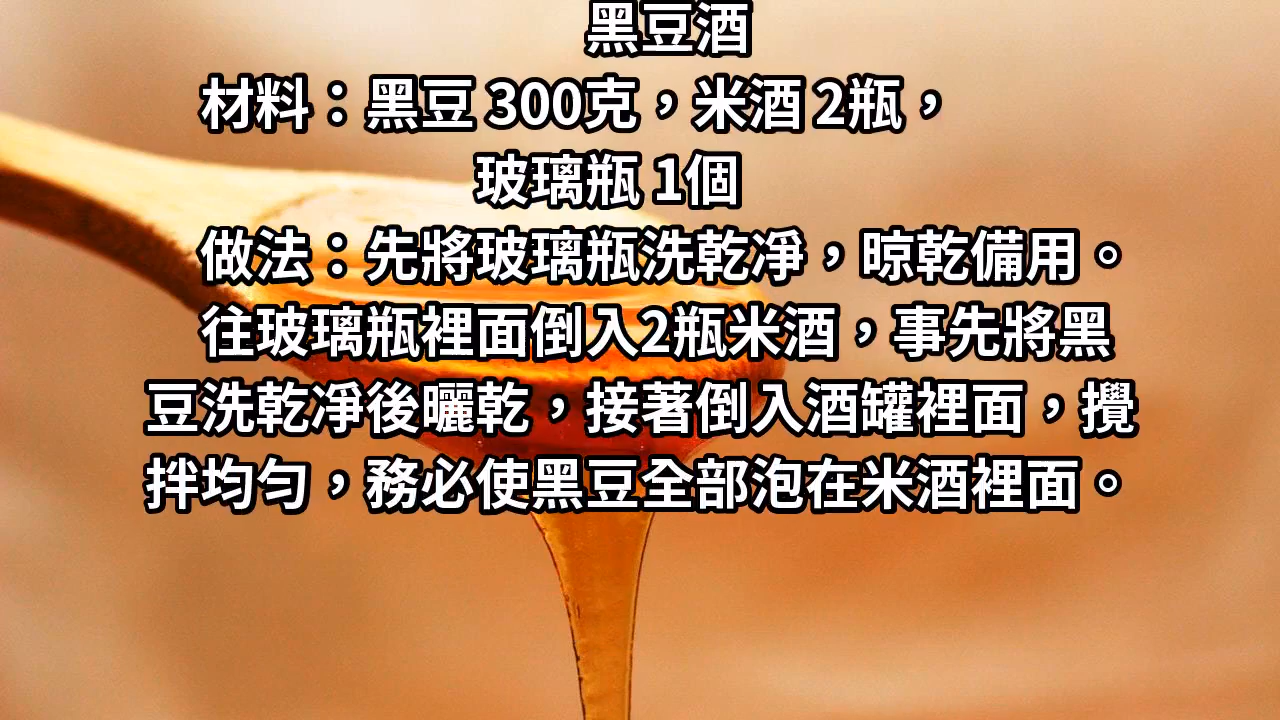 黑豆酒
材料：黑豆 300克，米酒 2瓶，
玻璃瓶 1個
做法：先將玻璃瓶洗乾凈，晾乾備用。
往玻璃瓶裡面倒入2瓶米酒，事先將黑
豆洗乾凈後曬乾，接著倒入酒罐裡面，攪
拌均勻，務必使黑豆全部泡在米酒裡面。